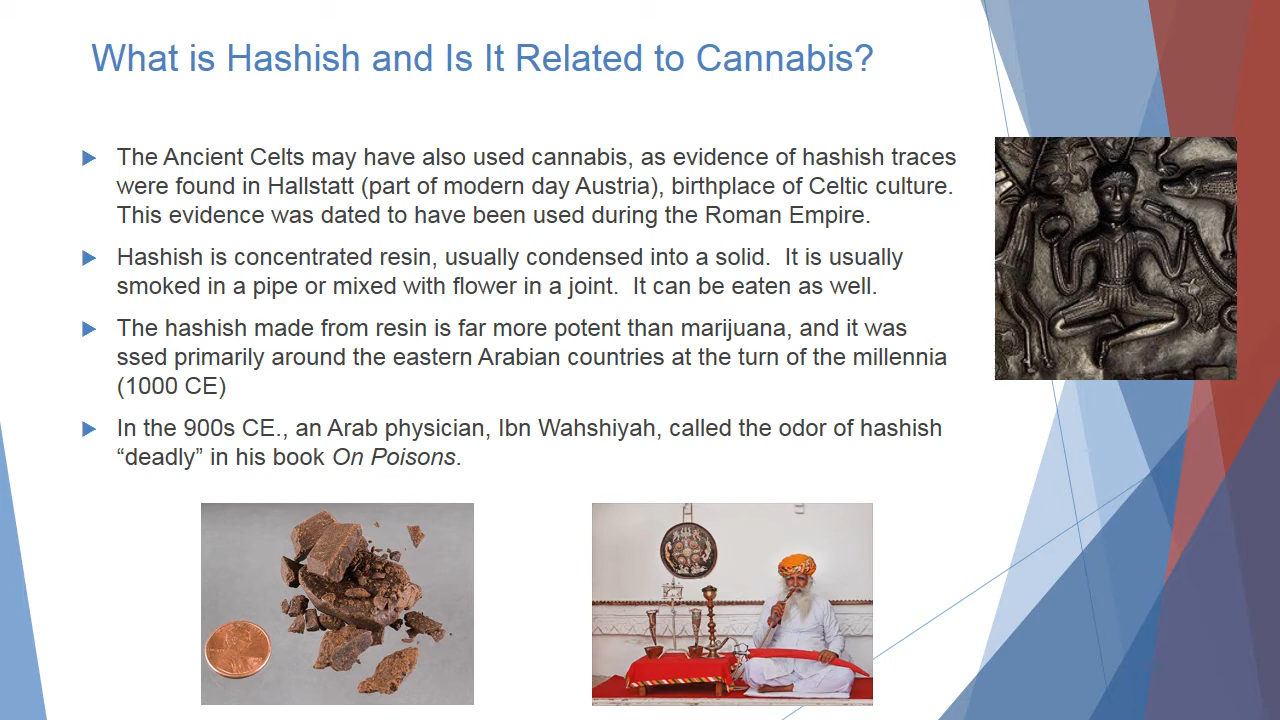 What is Hashish and Is It Related to Cannabis?
The Ancient Celts may have also used cannabis, as evidence of hashish traces
were found in Hallstatt (part of modern day Austria), birthplace of Celtic culture.
This evidence was dated to have been used during the Roman Empire.
Hashish is concentrated resin, usually condensed into a solid.  It is usually
smoked in a pipe or mixed with flower in a joint.  It can be eaten as well.
The hashish made from resin is far more potent than marijuana, and it was
ssed primarily around the eastern Arabian countries at the turn of the millennia
(1000 CE)
In the 900s CE., an Arab physician, Ibn Wahshiyah, called the odor of hashish
“deadly” in his book On Poisons.